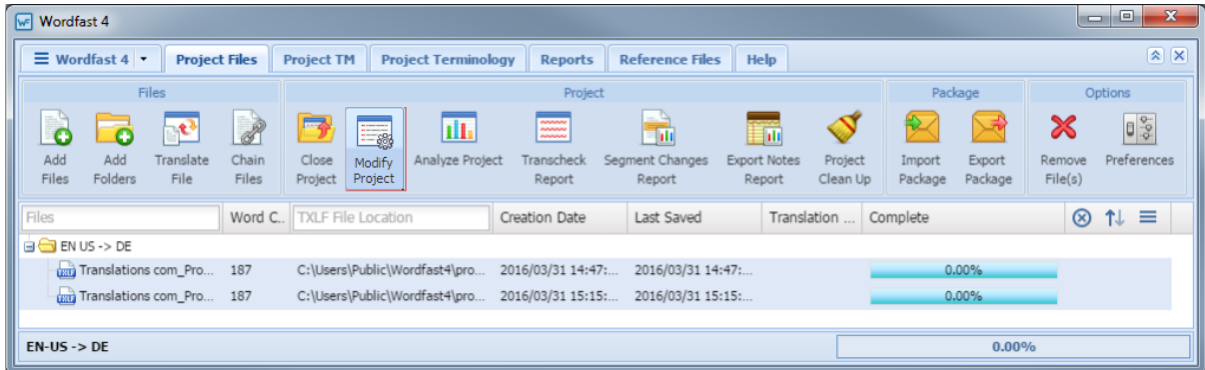 Wordfast 4
Wordfast 4 Project Files Project TM Project Terminology Reports Reference Files Help
Files Project Package Options
Add Files Add Folders Translate File Chain Files Close Project Modify Project Analyze Project Transcheck Report Segment Changes Report Export Notes Report Project Clean Up Import Package Export Package Remove File(s) Preferences
Files Word C.. TXLF File Location Creation Date Last Saved Translation ... Complete
EN US -> DE
TXLF Translations com_Pro... 187 C:\Users\Public\Wordfast4\pro... 2016/03/31 14:47:... 2016/03/31 14:47:... 0.00%
TXLF Translations com_Pro... 187 C:\Users\Public\Wordfast4\pro... 2016/03/31 15:15:... 2016/03/31 15:15:... 0.00%
EN-US -> DE 0.00%